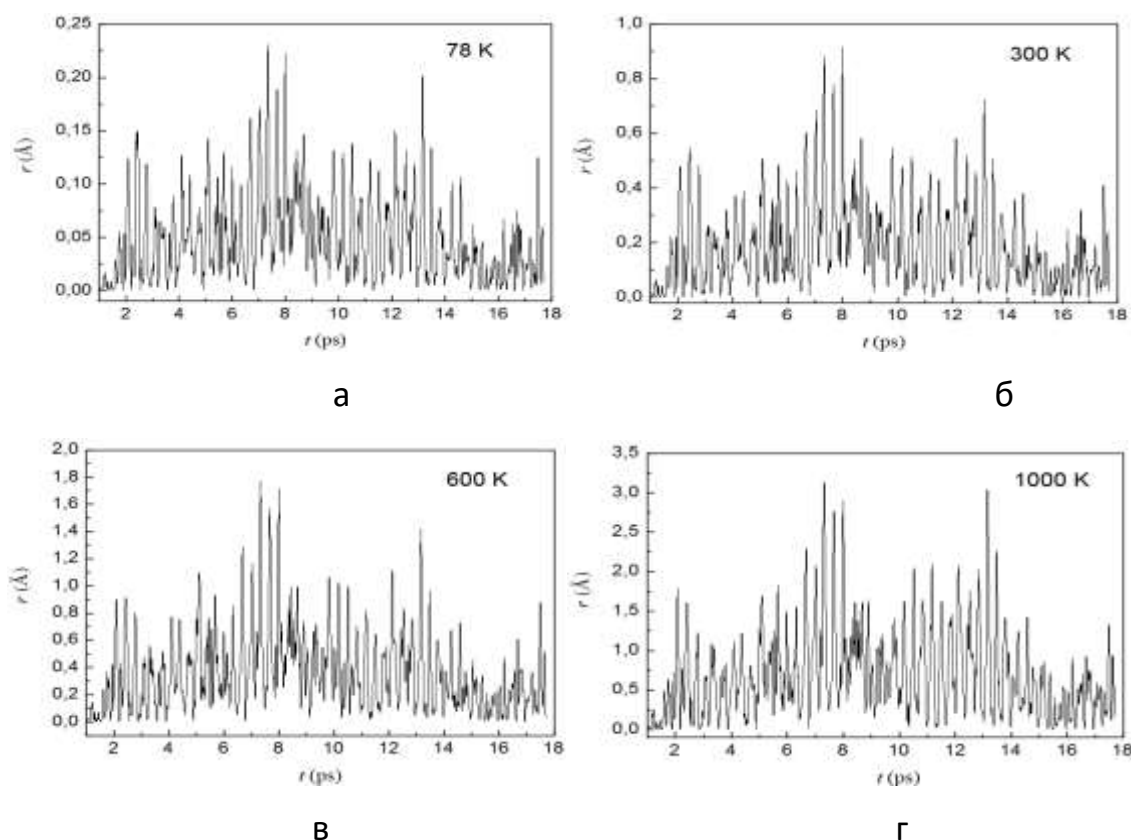 0,25
0,20
0,15
0,10
0,05
0,00
r (Å)
78 K
2 4 6 8 10 12 14 16 18
t (ps)
а
1,0
0,8
0,6
0,4
0,2
0,0
r (Å)
300 K
2 4 6 8 10 12 14 16 18
t (ps)
б
2,0
1,8
1,6
1,4
1,2
1,0
0,8
0,6
0,4
0,2
0,0
r (Å)
600 K
2 4 6 8 10 12 14 16 18
t (ps)
в
3,5
3,0
2,5
2,0
1,5
1,0
0,5
0,0
r (Å)
1000 K
2 4 6 8 10 12 14 16 18
t (ps)
г